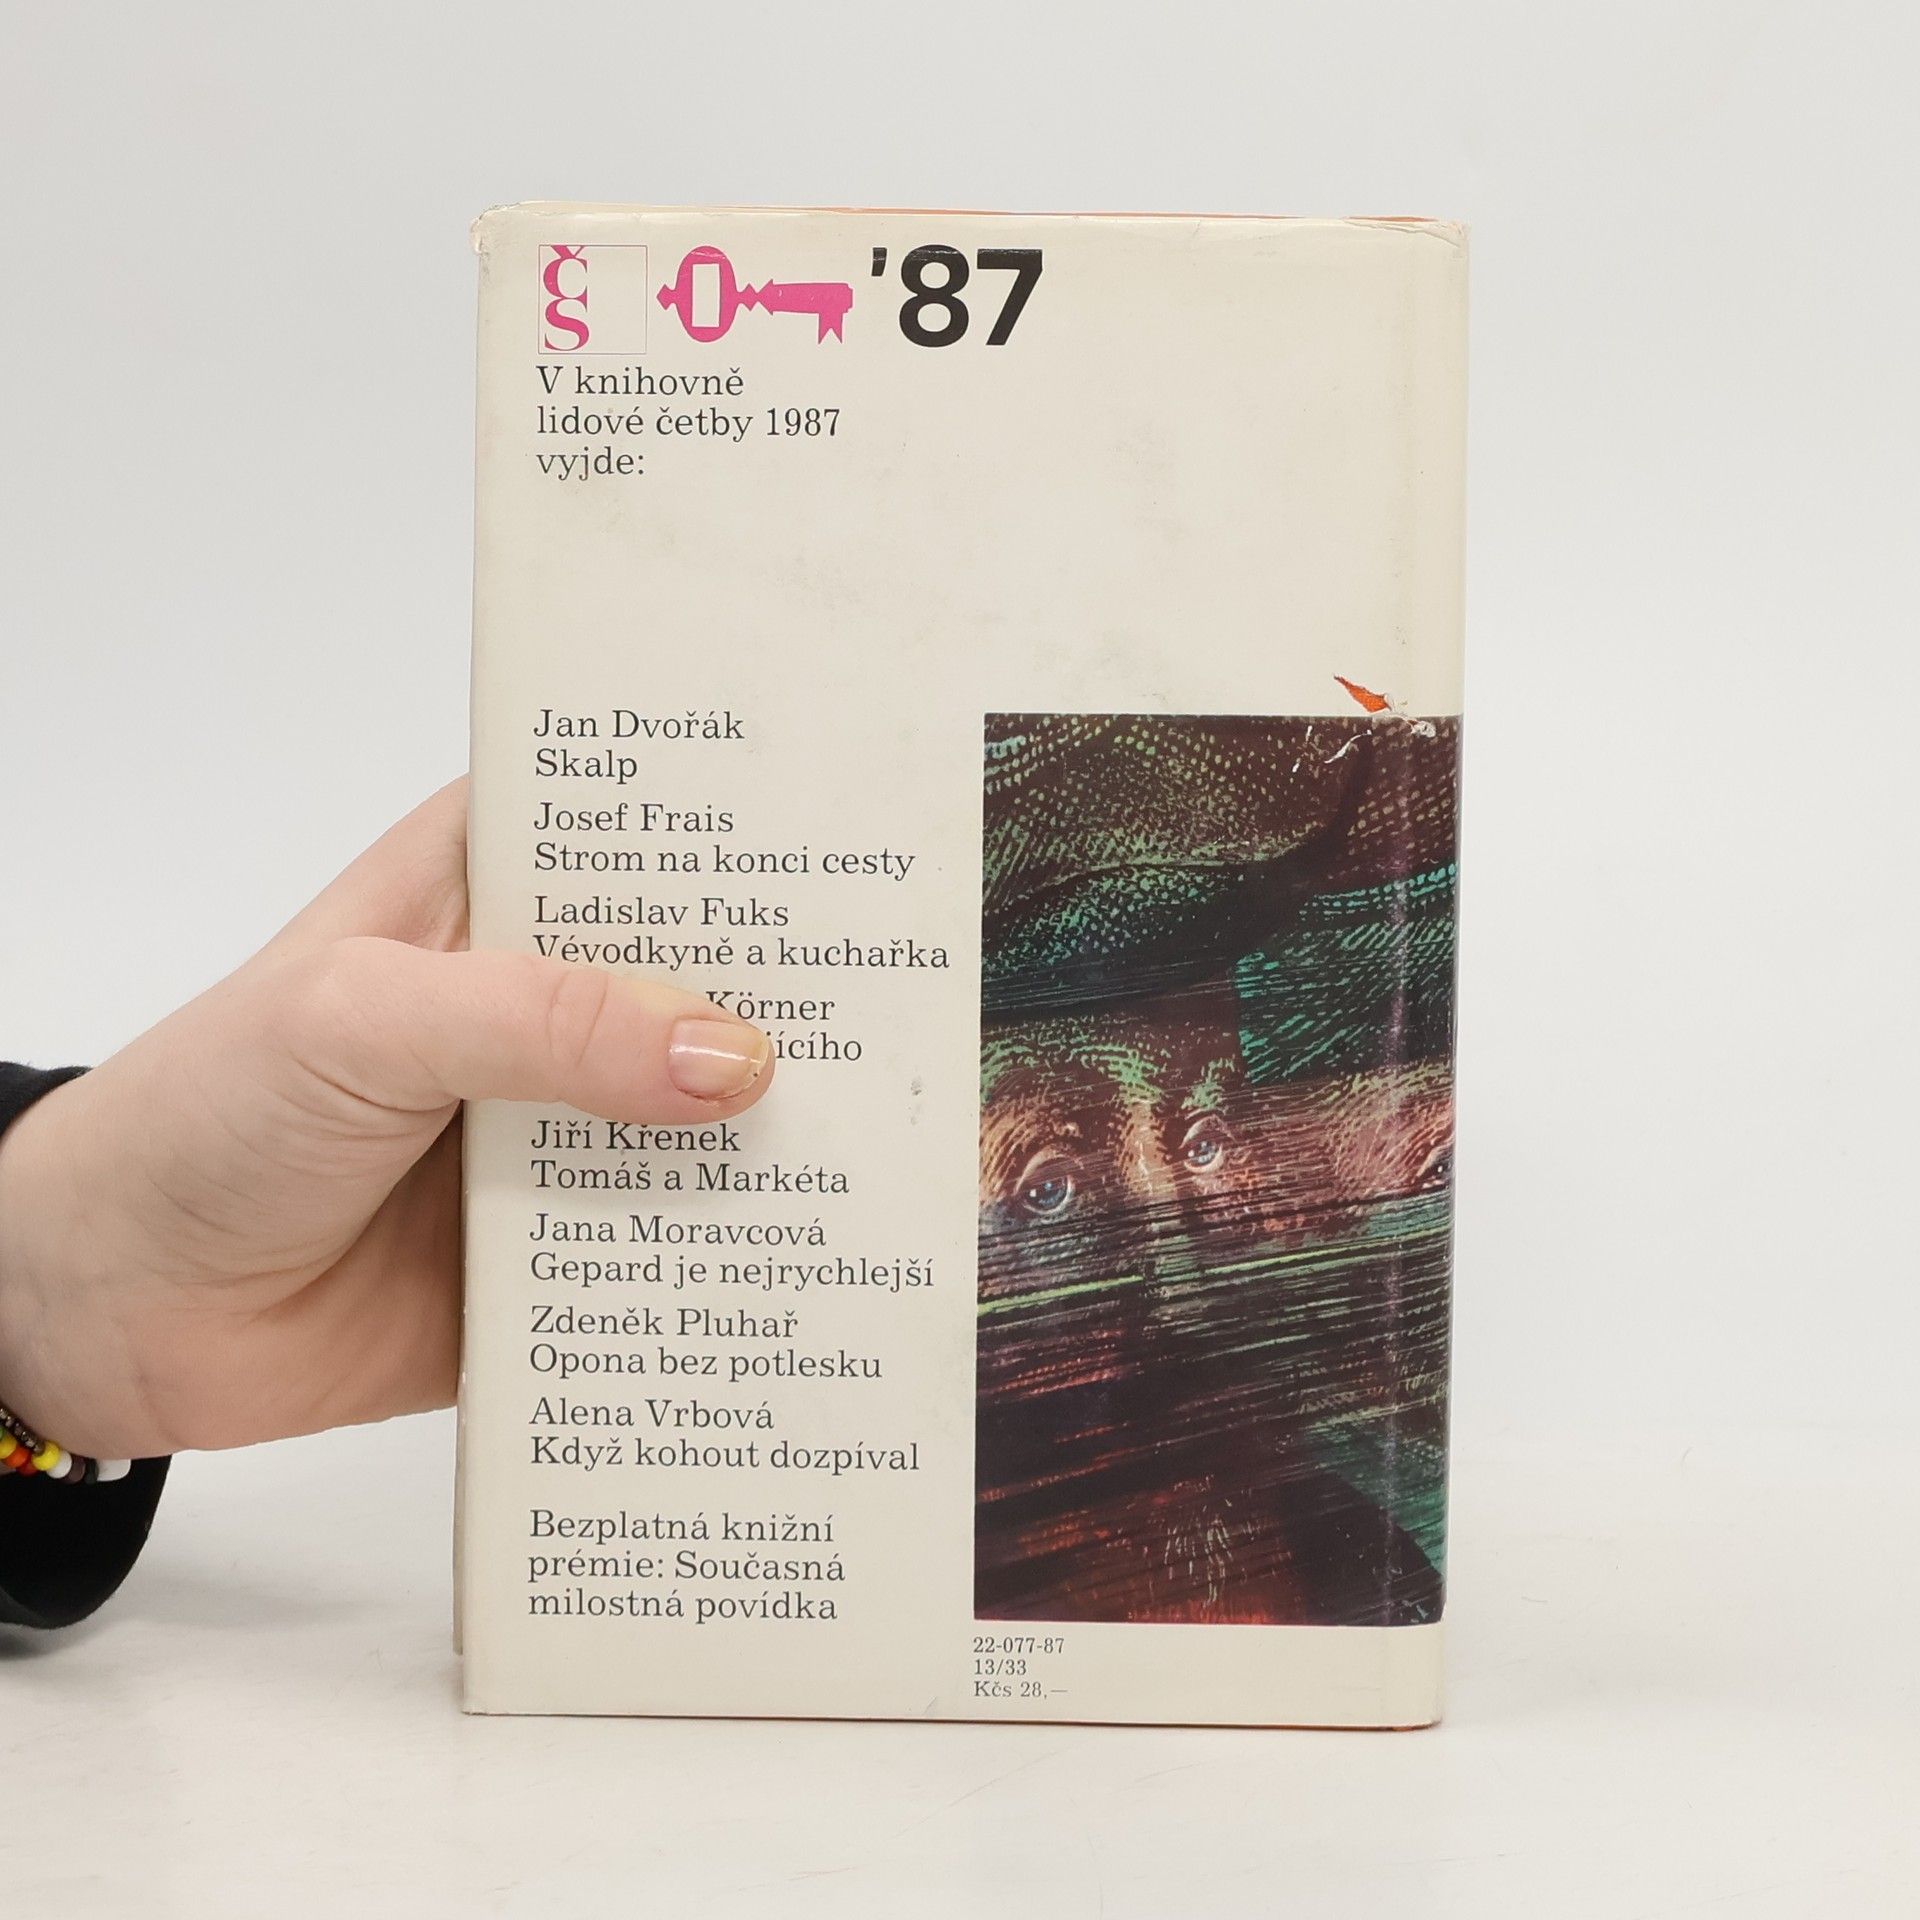 ČS '87
V knihovně
lidové četby 1987
vyjde:
Jan Dvořák
Skalp
Josef Frais
Strom na konci cesty
Ladislav Fuks
Vévodkyně a kuchařka
Körner
Jiří Křenek
Tomáš a Markéta
Jana Moravcová
Gepard je nejrychlejší
Zdeněk Pluhař
Opona bez potlesku
Alena Vrbová
Když kohout dozpíval
Bezplatná knižní
prémie: Současná
milostná povídka
22-077-87
13/33
Kčs 28,—